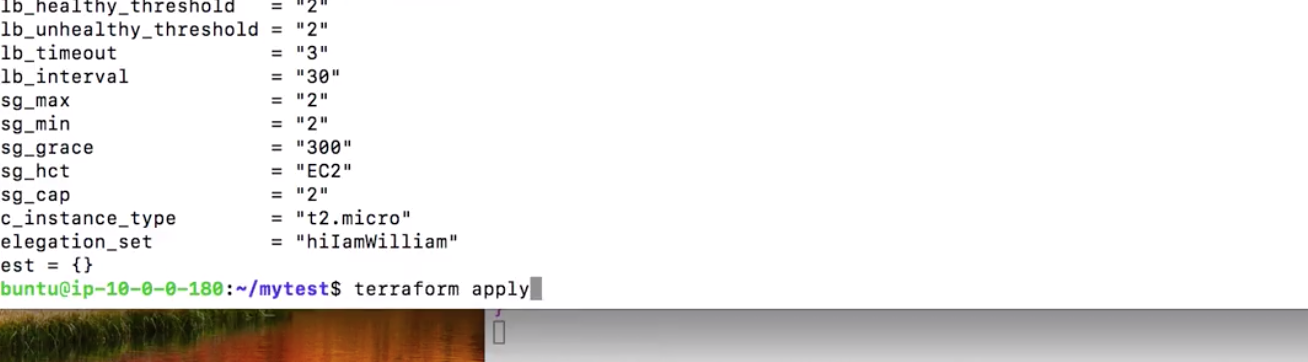 lb_healthy_threshold = "2"
lb_unhealthy_threshold = "2"
lb_timeout = "3"
lb_interval = "30"
sg_max = "2"
sg_min = "2"
sg_grace = "300"
sg_hct = "EC2"
sg_cap = "2"
c_instance_type = "t2.micro"
elegation_set = "hiIamWilliam"
est = {}
buntu@ip-10-0-0-180:~/mytest$ terraform apply
}